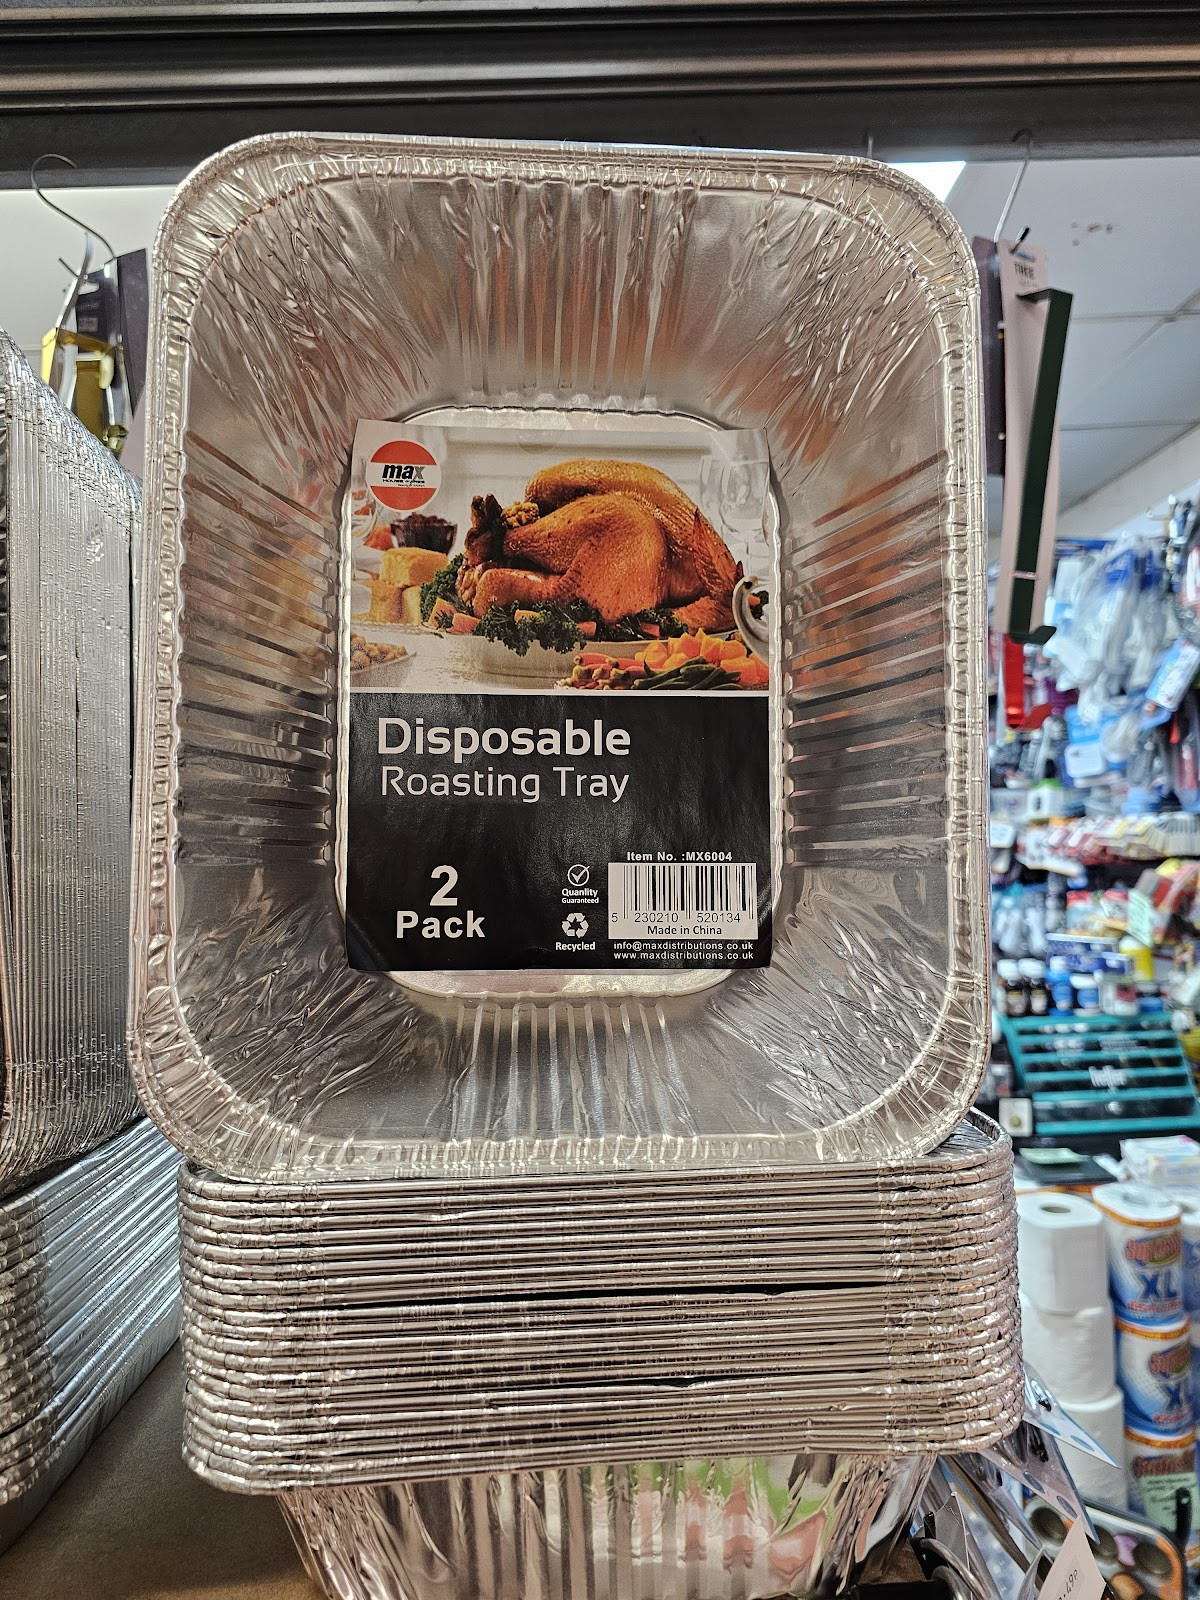 max
Disposable
Roasting Tray
2
Pack
Quanlity
Guaranteed
Recycled
Item No. :MX6004
5 230210 520134
Made in China
info@maxdistributions.co.uk
www.maxdistributions.co.uk
XL